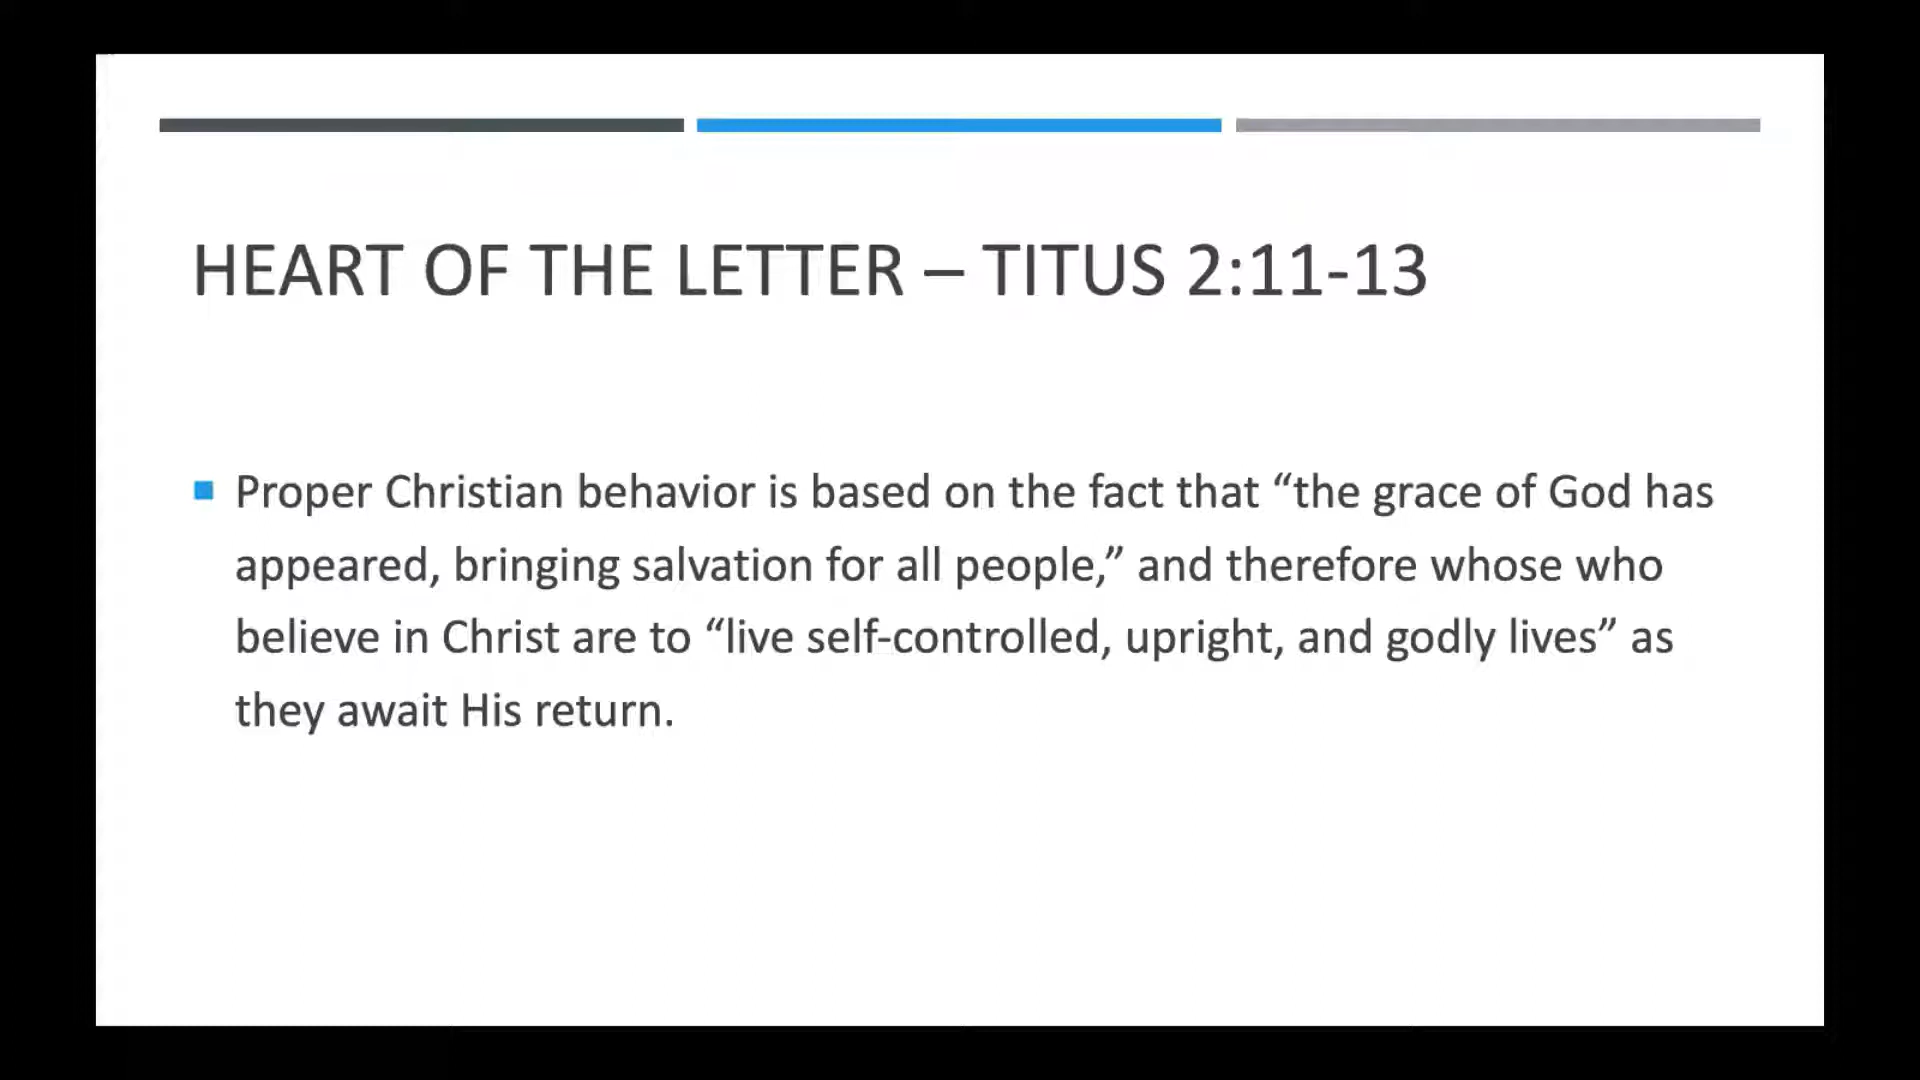 HEART OF THE LETTER – TITUS 2:11-13
Proper Christian behavior is based on the fact that “the grace of God has
appeared, bringing salvation for all people,” and therefore whose who
believe in Christ are to “live self-controlled, upright, and godly lives” as
they await His return.